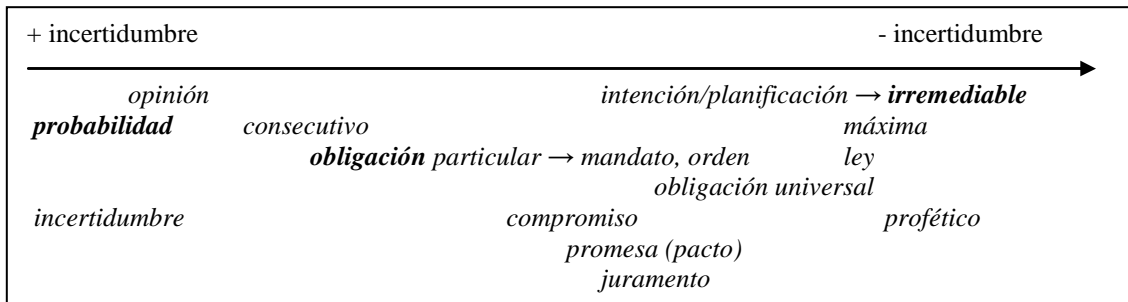 + incertidumbre - incertidumbre
opinión intención/planificación → irremediable
probabilidad consecutivo máxima
obligación particular → mandato, orden ley
obligación universal
incertidumbre compromiso profético
promesa (pacto)
juramento